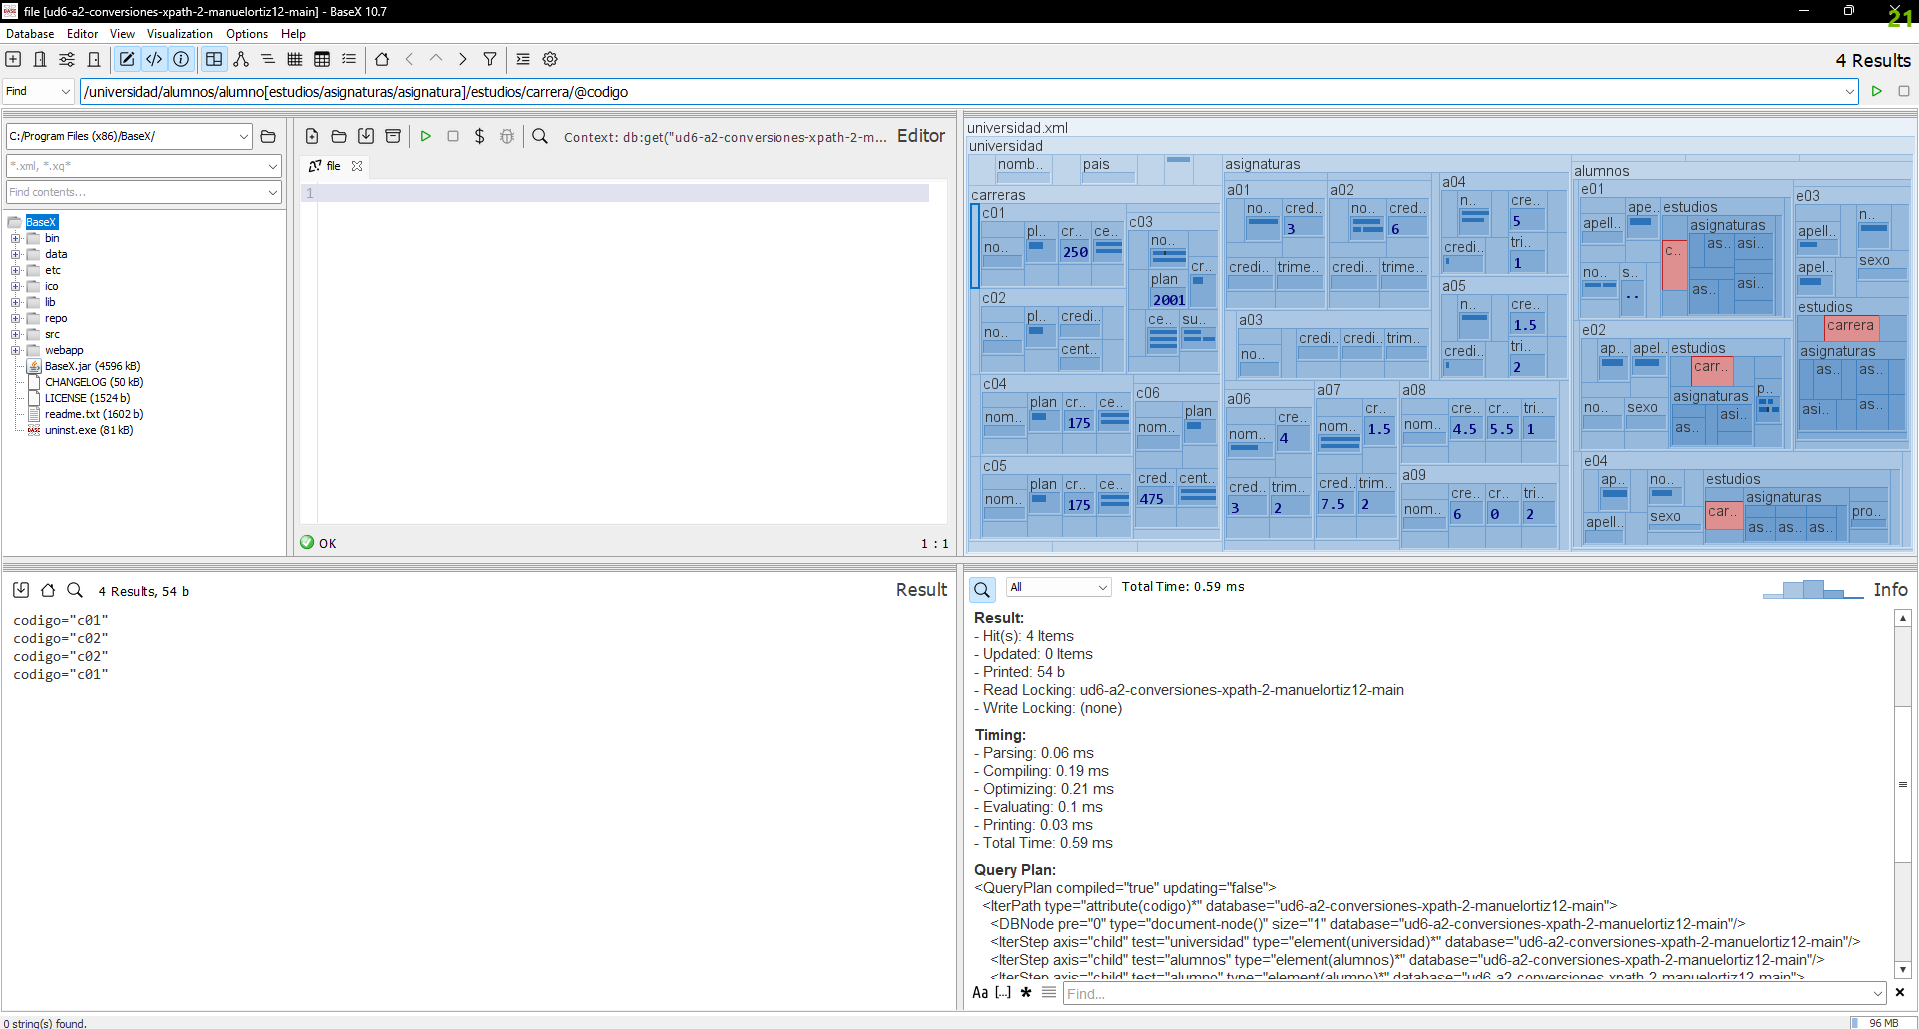 file [ud6-a2-conversiones-xpath-2-manuelortiz12-main] - BaseX 10.7
21
Database Editor View Visualization Options Help
4 Results
Find
/universidad/alumnos/alumno[estudios/asignaturas/asignatura]/estudios/carrera/@codigo
C:/Program Files (x86)/BaseX/
*.xml, *.xq*
Find contents...
BaseX
bin
data
etc
ico
lib
repo
src
webapp
BaseX.jar (4596 kB)
CHANGELOG (50 kB)
LICENSE (1524 b)
readme.txt (1602 b)
uninst.exe (81 kB)
Context: db:get("ud6-a2-conversiones-xpath-2-m...
Editor
file
1
OK
1 : 1
universidad.xml
universidad
nomb..
pais
carreras
c01
no..
pl..
cr..
250
ce..
c02
no..
pl..
credi..
cent..
c03
no..
plan
2001
cr..
ce..
su..
c04
nom..
plan
cr..
175
ce..
c05
nom..
plan
cr..
175
ce..
c06
nom..
plan
cred..
475
cent..
asignaturas
a01
no..
cred..
3
credi..
trime..
a02
no..
cred..
6
credi..
trime..
a03
no..
credi..
credi..
trim..
a04
n..
cre..
5
credi..
tri..
1
a05
n..
cre..
1.5
credi..
tri..
2
a06
nom..
cre..
4
cred..
3
trim..
2
a07
nom..
cr..
1.5
cred..
7.5
trim..
2
a08
nom..
cre..
4.5
cre..
5.5
tri..
1
a09
nom..
cre..
6
cr..
0
tri..
2
alumnos
e01
apell..
ape..
no..
s..
..
estudios
c..
asignaturas
as..
asi..
as..
asi..
e02
ap..
apel..
no..
sexo
estudios
carr..
asignaturas
as..
asi..
p..
e03
apell..
n..
apel..
sexo
estudios
carrera
asignaturas
as..
as..
asi..
as..
e04
ap..
no..
apell..
sexo
estudios
car..
asignaturas
as..
as..
as..
pro..
4 Results, 54 b
Result
codigo="c01"
codigo="c02"
codigo="c02"
codigo="c01"
All
Total Time: 0.59 ms
Info
Result:
- Hit(s): 4 Items
- Updated: 0 Items
- Printed: 54 b
- Read Locking: ud6-a2-conversiones-xpath-2-manuelortiz12-main
- Write Locking: (none)
Timing:
- Parsing: 0.06 ms
- Compiling: 0.19 ms
- Optimizing: 0.21 ms
- Evaluating: 0.1 ms
- Printing: 0.03 ms
- Total Time: 0.59 ms
Query Plan:
<QueryPlan compiled="true" updating="false">
<IterPath type="attribute(codigo)*" database="ud6-a2-conversiones-xpath-2-manuelortiz12-main">
<DBNode pre="0" type="document-node()" size="1" database="ud6-a2-conversiones-xpath-2-manuelortiz12-main"/>
<IterStep axis="child" test="universidad" type="element(universidad)*" database="ud6-a2-conversiones-xpath-2-manuelortiz12-main"/>
<IterStep axis="child" test="alumnos" type="element(alumnos)*" database="ud6-a2-conversiones-xpath-2-manuelortiz12-main"/>
<IterStep axis="child" test="alumno" type="element(alumno)*" database="ud6-a2-conversiones-xpath-2-manuelortiz12-main">
Aa [...] *
Find...
0 string(s) found.
96 MB